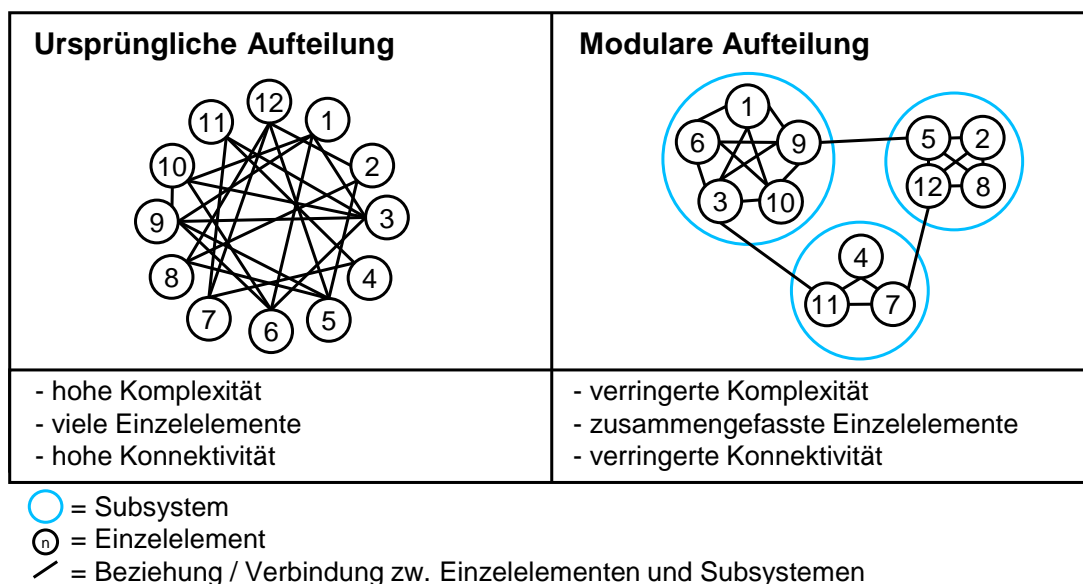 Ursprüngliche Aufteilung
12
11
1
10
2
9
3
8
4
7
6
5
- hohe Komplexität
- viele Einzelelemente
- hohe Konnektivität
Modulare Aufteilung
1
6
9
3
10
5
2
12
8
4
11
7
- verringerte Komplexität
- zusammengefasste Einzelelemente
- verringerte Konnektivität
= Subsystem
n = Einzelelement
= Beziehung / Verbindung zw. Einzelelementen und Subsystemen